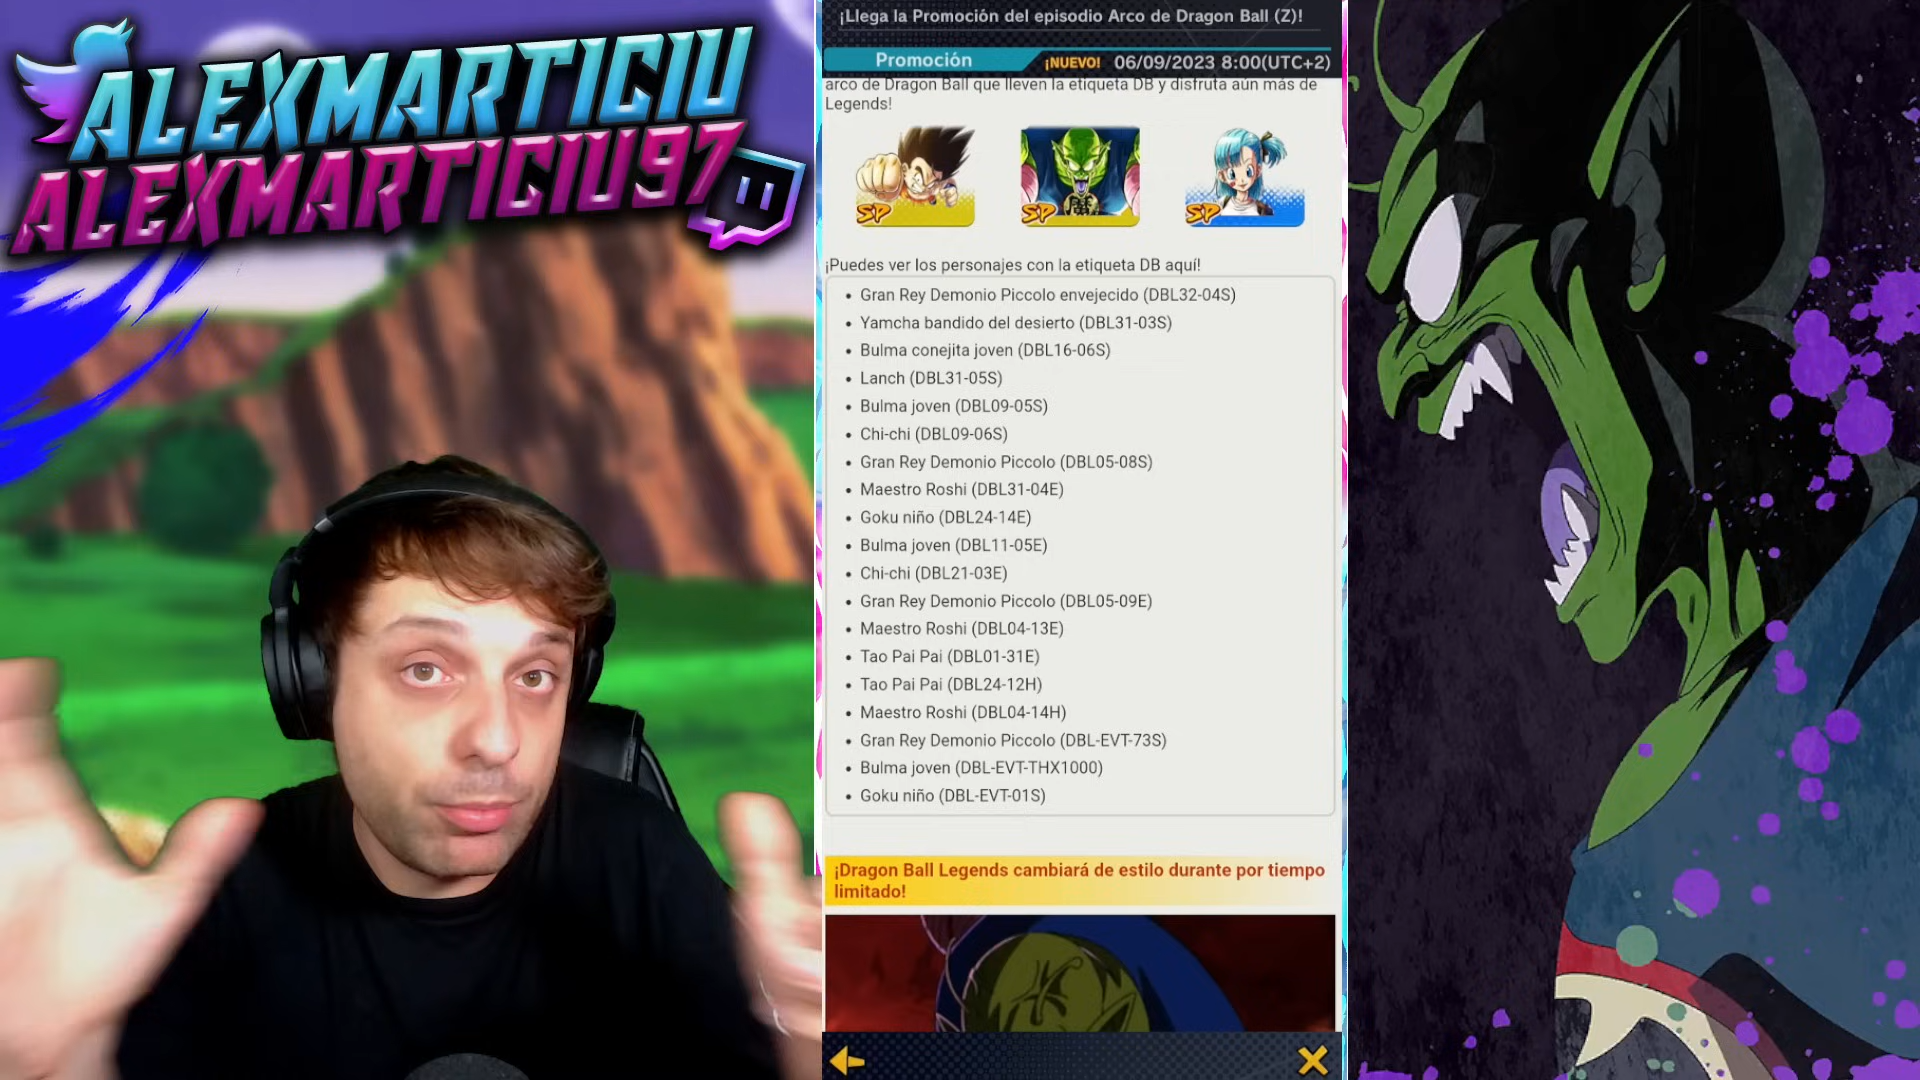 ALEXMARTICIU
ALEXMARTICIU97
¡Llega la Promoción del episodio Arco de Dragon Ball (Z)!
Promoción
¡NUEVO! 06/09/2023 8:00(UTC+2)
arco de Dragon Ball que lleven la etiqueta DB y disfruta aún más de
Legends!
SP SP SP
¡Puedes ver los personajes con la etiqueta DB aquí!
• Gran Rey Demonio Piccolo envejecido (DBL32-04S)
• Yamcha bandido del desierto (DBL31-03S)
• Bulma conejita joven (DBL16-06S)
• Lanch (DBL31-05S)
• Bulma joven (DBL09-05S)
• Chi-chi (DBL09-06S)
• Gran Rey Demonio Piccolo (DBL05-08S)
• Maestro Roshi (DBL31-04E)
• Goku niño (DBL24-14E)
• Bulma joven (DBL11-05E)
• Chi-chi (DBL21-03E)
• Gran Rey Demonio Piccolo (DBL05-09E)
• Maestro Roshi (DBL04-13E)
• Tao Pai Pai (DBL01-31E)
• Tao Pai Pai (DBL24-12H)
• Maestro Roshi (DBL04-14H)
• Gran Rey Demonio Piccolo (DBL-EVT-73S)
• Bulma joven (DBL-EVT-THX1000)
• Goku niño (DBL-EVT-01S)
¡Dragon Ball Legends cambiará de estilo durante por tiempo
limitado!